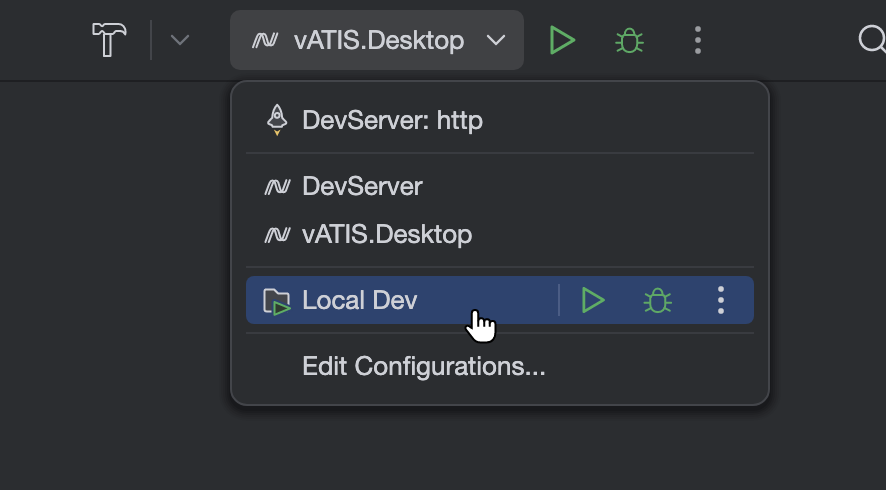 vATIS.Desktop
DevServer: http
DevServer
vATIS.Desktop
Local Dev
Edit Configurations...